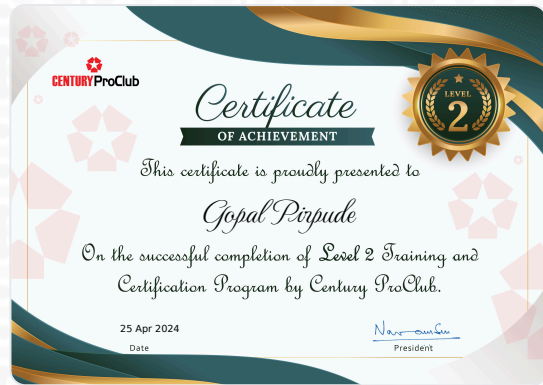 CENTURY ProClub
LEVEL
2
Certificate
OF ACHIEVEMENT
This certificate is proudly presented to
Gopal Pirpude
On the successful completion of Level 2 Training and
Certification Program by Century ProClub.
25 Apr 2024
Date
President